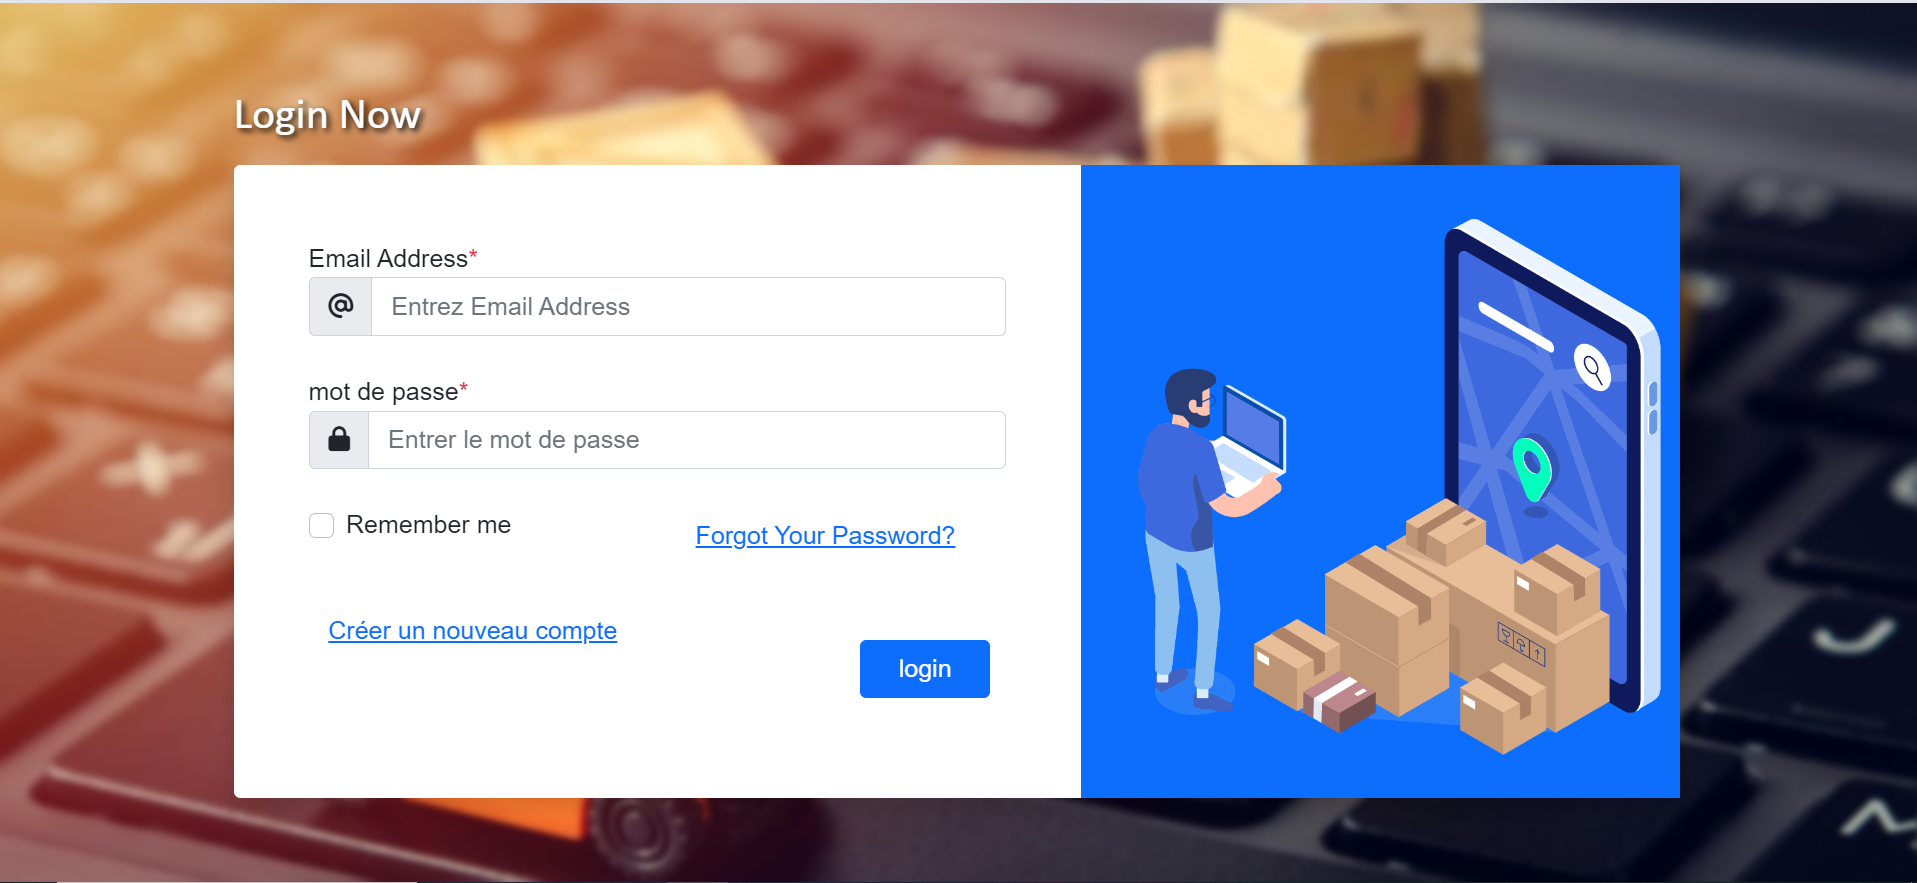 Login Now
Email Address*
Entrez Email Address
mot de passe*
Entrer le mot de passe
Remember me
Forgot Your Password?
Créer un nouveau compte
login